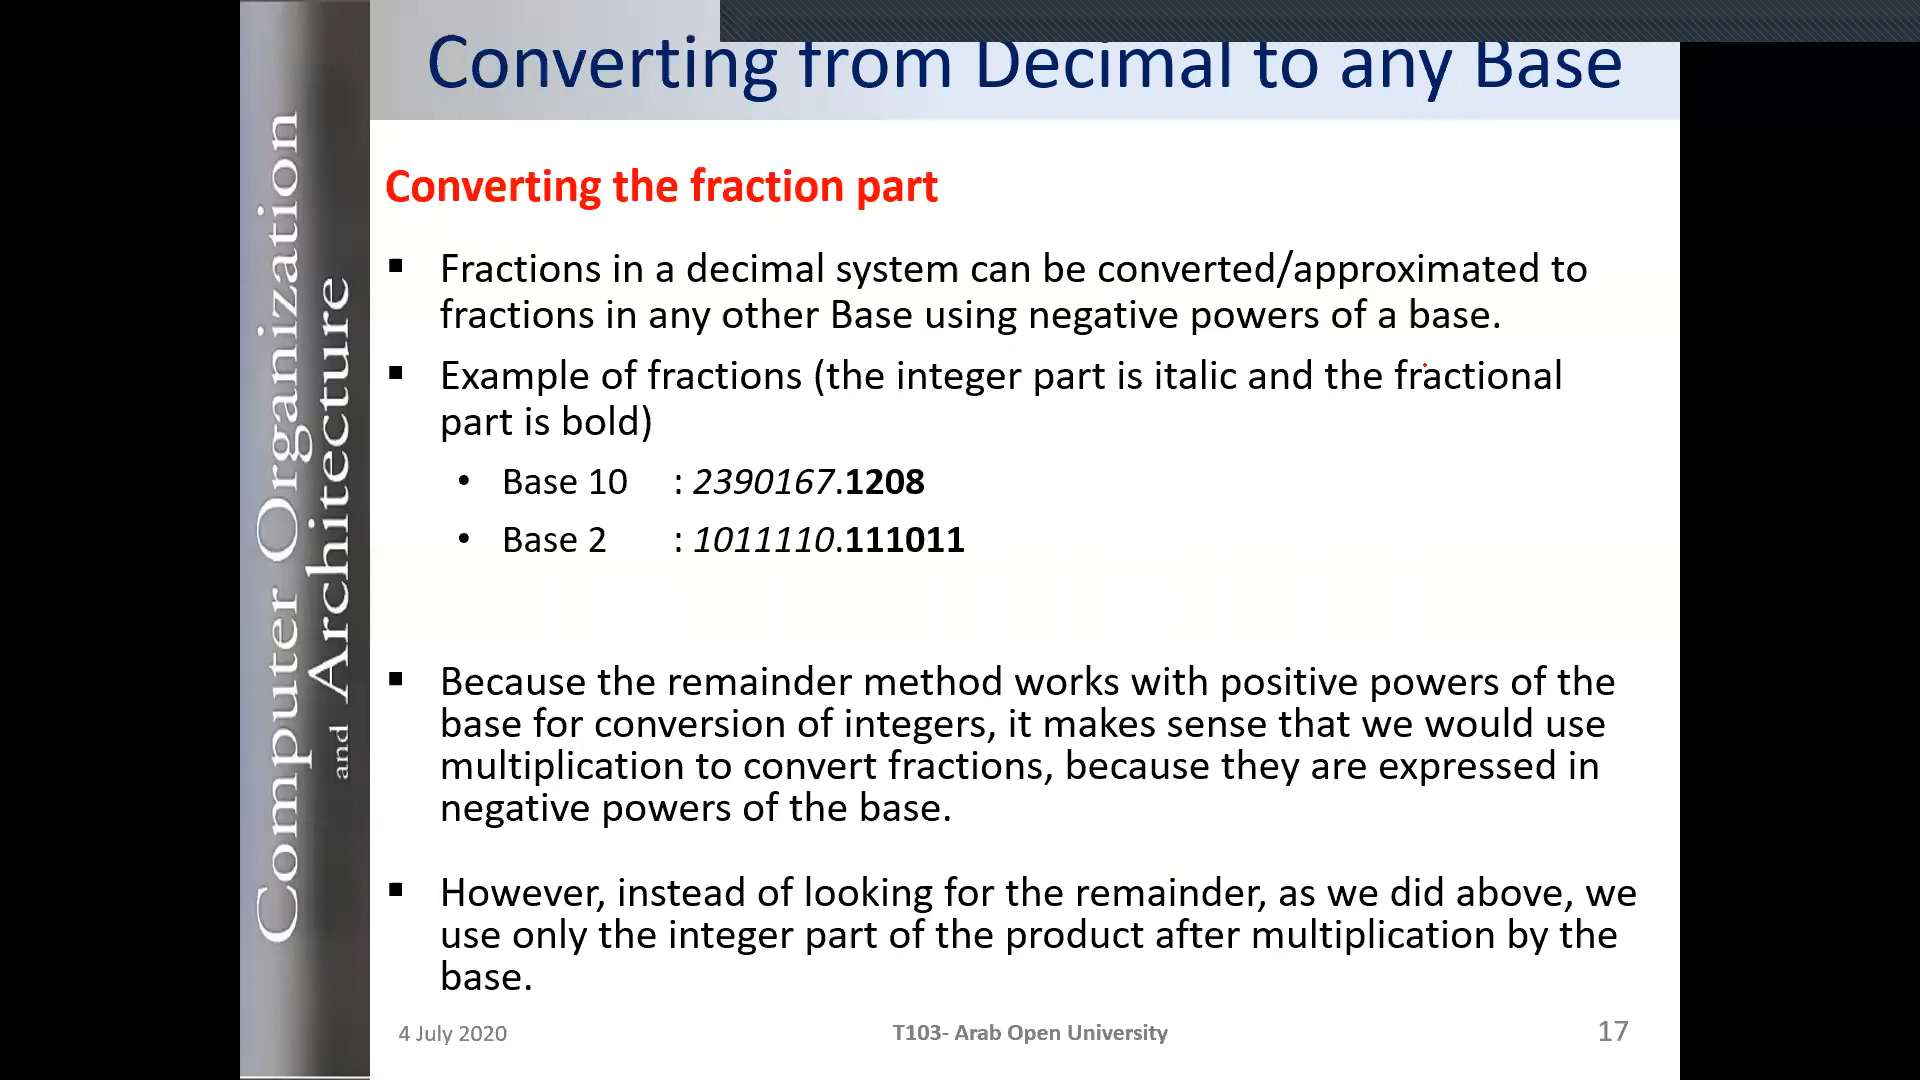 Converting from Decimal to any Base
Computer Organization
and Architecture
Converting the fraction part
▪ Fractions in a decimal system can be converted/approximated to
fractions in any other Base using negative powers of a base.
▪ Example of fractions (the integer part is italic and the fractional
part is bold)
• Base 10 : 2390167.1208
• Base 2 : 1011110.111011
▪ Because the remainder method works with positive powers of the
base for conversion of integers, it makes sense that we would use
multiplication to convert fractions, because they are expressed in
negative powers of the base.
▪ However, instead of looking for the remainder, as we did above, we
use only the integer part of the product after multiplication by the
base.
4 July 2020
T103- Arab Open University
17